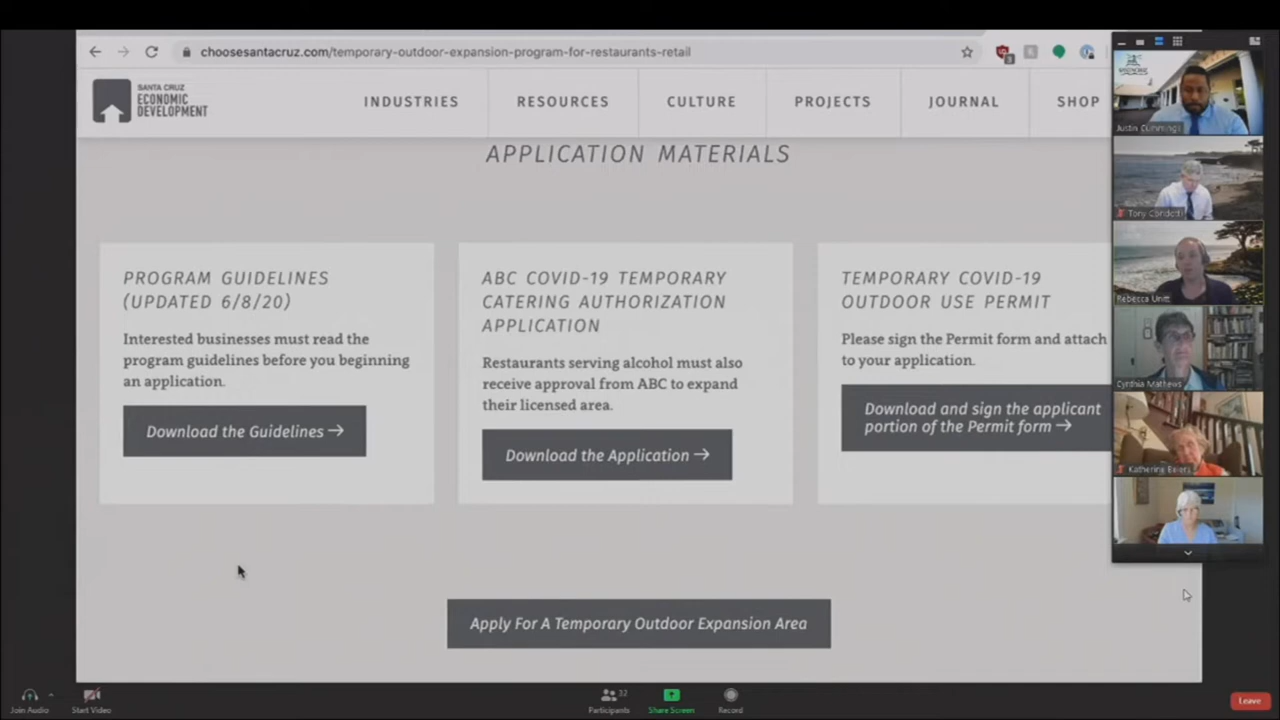 choosesantacruz.com/temporary-outdoor-expansion-program-for-restaurants-retail
SANTA CRUZ
ECONOMIC
DEVELOPMENT
INDUSTRIES
RESOURCES
CULTURE
PROJECTS
JOURNAL
SHOP
APPLICATION MATERIALS
PROGRAM GUIDELINES
(UPDATED 6/8/20)
Interested businesses must read the
program guidelines before you beginning
an application.
Download the Guidelines →
ABC COVID-19 TEMPORARY
CATERING AUTHORIZATION
APPLICATION
Restaurants serving alcohol must also
receive approval from ABC to expand
their licensed area.
Download the Application →
TEMPORARY COVID-19
OUTDOOR USE PERMIT
Please sign the Permit form and attach
to your application.
Download and sign the applicant
portion of the Permit form →
Apply For A Temporary Outdoor Expansion Area
Justin Cummings
Tony Condotti
Rebecca Unitt
Cynthia Mathews
Katherine Beiers
Join Audio
Start Video
32
Participants
Share Screen
Record
Leave